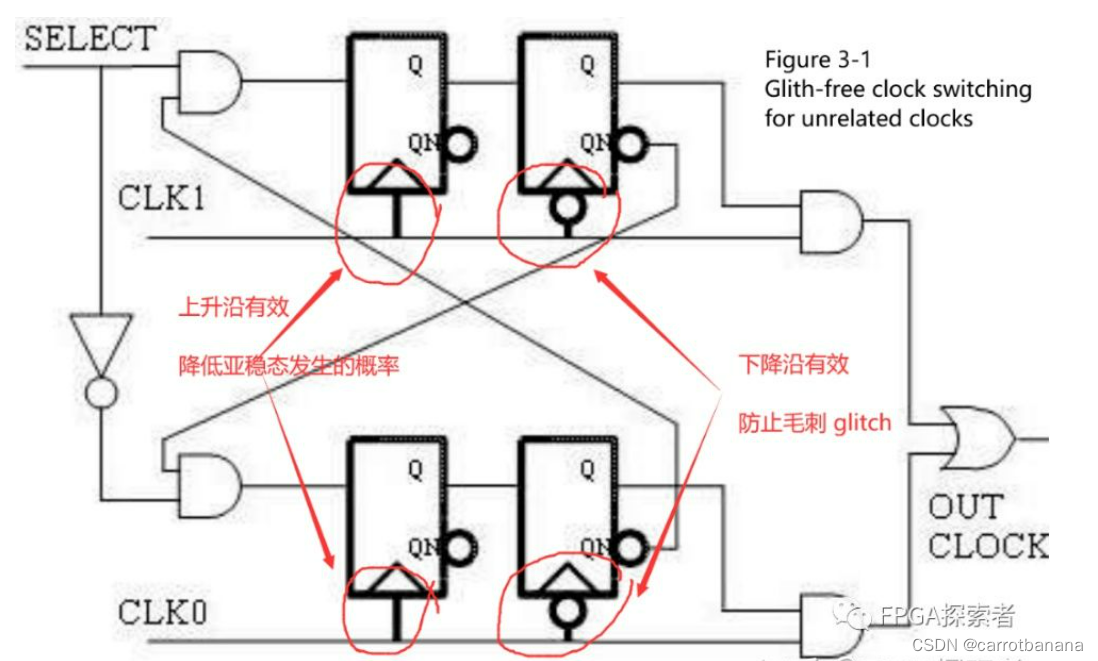 SELECT
Q
Q
Figure 3-1
Glith-free clock switching
for unrelated clocks
QN
QN
CLK1
上升沿有效
降低亚稳态发生的概率
下降沿有效
防止毛刺 glitch
Q
Q
QN
QN
OUT
CLOCK
CLK0
FPGA探索者
CSDN @carrotbanana